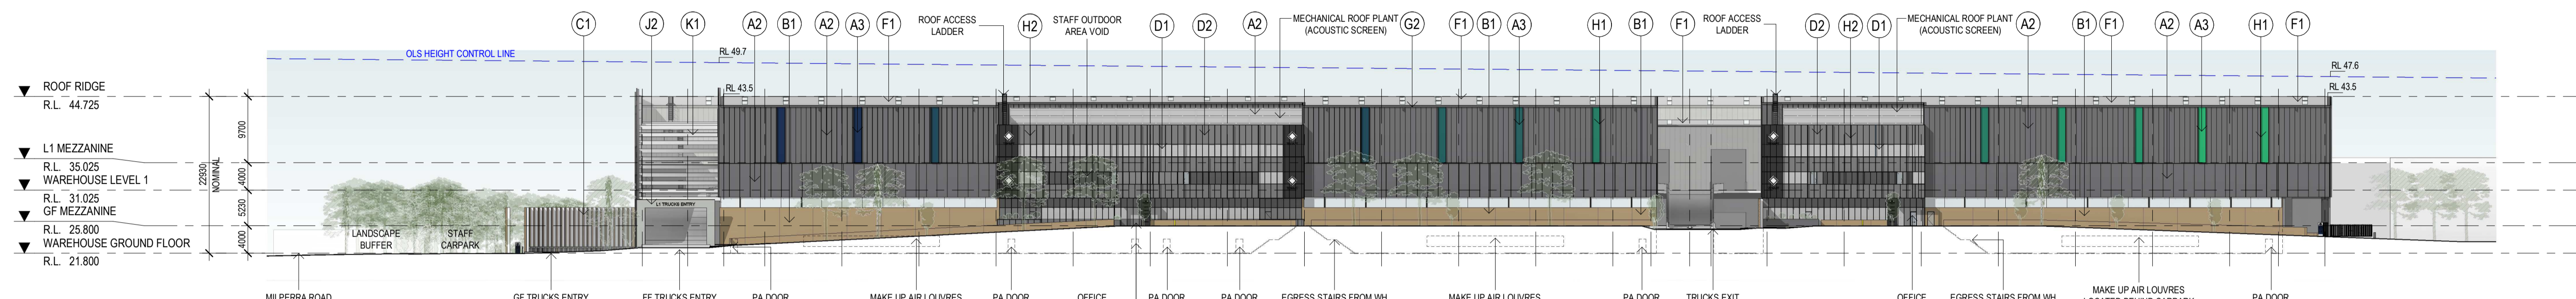 C1 J2 K1 A2 B1 A2 A3 F1
ROOF ACCESS
LADDER
H2
STAFF OUTDOOR
AREA VOID
D1 D2 A2
MECHANICAL ROOF PLANT
(ACOUSTIC SCREEN)
G2 F1 B1 A3 H1 B1 F1
ROOF ACCESS
LADDER
D2 H2 D1
MECHANICAL ROOF PLANT
(ACOUSTIC SCREEN)
A2 B1 F1 A2 A3 H1 F1
OLS HEIGHT CONTROL LINE
RL 49.7
RL 47.6
RL 43.5
RL 43.5
ROOF RIDGE
R.L. 44.725
L1 MEZZANINE
R.L. 35.025
WAREHOUSE LEVEL 1
R.L. 31.025
GF MEZZANINE
R.L. 25.800
WAREHOUSE GROUND FLOOR
R.L. 21.800
22930
NOMINAL
9700
4000
5230
4000
L1 TRUCKS ENTRY
LANDSCAPE
BUFFER
STAFF
CARPARK
MILPERRA ROAD
GF TRUCKS ENTRY
FF TRUCKS ENTRY
PA DOOR
MAKE UP AIR LOUVRES
PA DOOR
OFFICE
PA DOOR
PA DOOR
EGRESS STAIRS FROM WH
MAKE UP AIR LOUVRES
PA DOOR
TRUCKS EXIT
OFFICE
EGRESS STAIRS FROM WH
MAKE UP AIR LOUVRES
LOCATED BEHIND CARPARK
PA DOOR